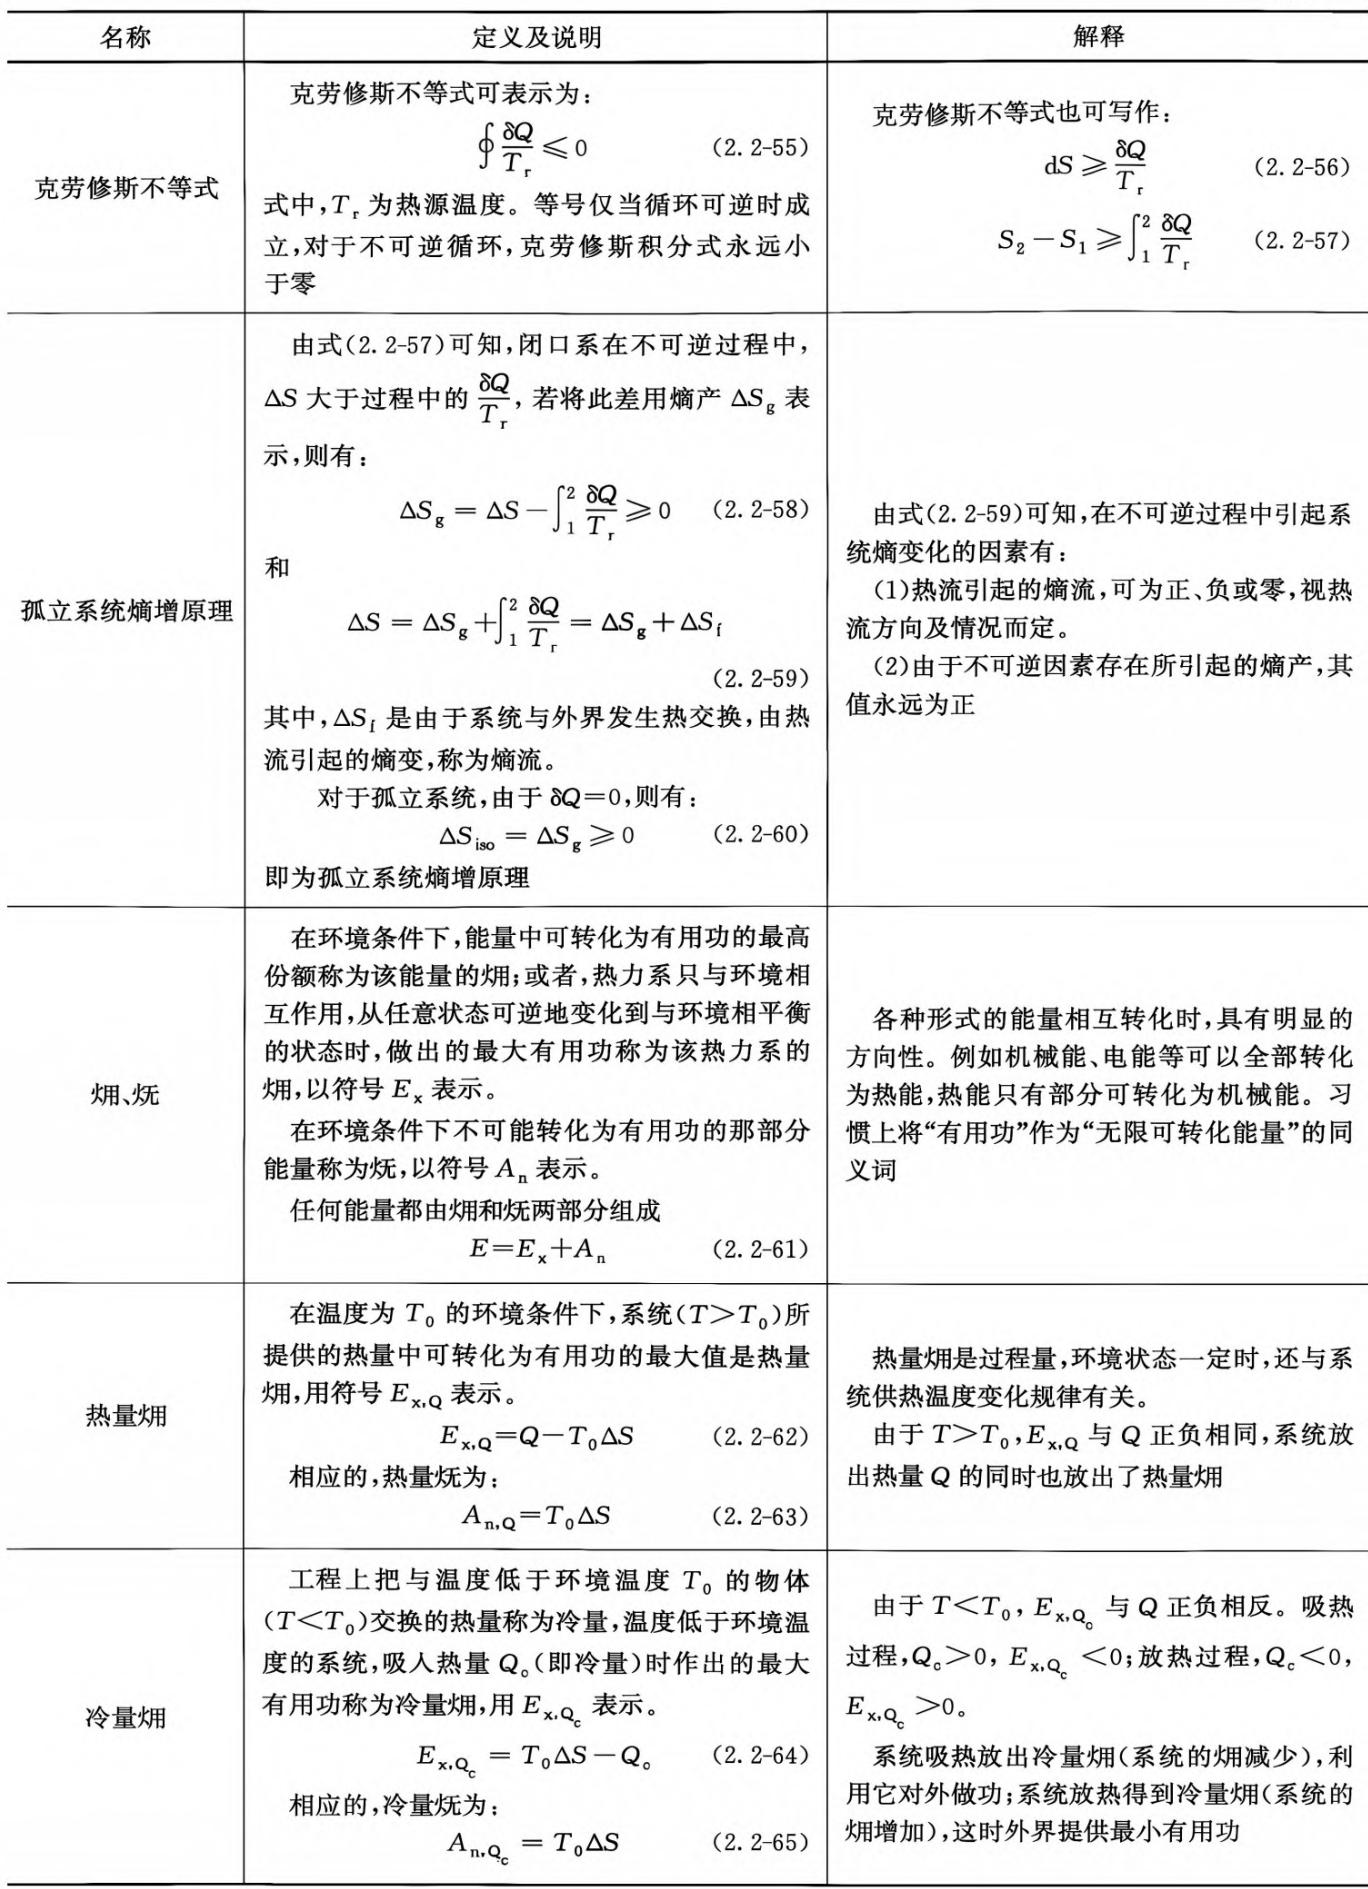 名称 定义及说明 解释
克劳修斯不等式
克劳修斯不等式可表示为：
∮ δQ/T_r ⩽ 0 (2.2-55)
式中，T_r 为热源温度。等号仅当循环可逆时成
立，对于不可逆循环，克劳修斯积分式永远小
于零
克劳修斯不等式也可写作：
dS ⩾ δQ/T_r (2.2-56)
S_2 − S_1 ⩾ ∫_1^2 δQ/T_r (2.2-57)
孤立系统熵增原理
由式(2.2-57)可知，闭口系在不可逆过程中，
ΔS 大于过程中的 δQ/T_r，若将此差用熵产 ΔS_g 表
示，则有：
ΔS_g = ΔS − ∫_1^2 δQ/T_r ⩾ 0 (2.2-58)
和
ΔS = ΔS_g + ∫_1^2 δQ/T_r = ΔS_g + ΔS_f
(2.2-59)
其中，ΔS_f 是由于系统与外界发生热交换，由热
流引起的熵变，称为熵流。
对于孤立系统，由于 δQ=0，则有：
ΔS_iso = ΔS_g ⩾ 0 (2.2-60)
即为孤立系统熵增原理
由式(2.2-59)可知，在不可逆过程中引起系
统熵变化的因素有：
(1)热流引起的熵流，可为正、负或零，视热
流方向及情况而定。
(2)由于不可逆因素存在所引起的熵产，其
值永远为正
㶲、炁
在环境条件下，能量中可转化为有用功的最高
份额称为该能量的㶲；或者，热力系只与环境相
互作用，从任意状态可逆地变化到与环境相平衡
的状态时，做出的最大有用功称为该热力系的
㶲，以符号 E_x 表示。
在环境条件下不可能转化为有用功的那部分
能量称为炁，以符号 A_n 表示。
任何能量都由㶲和炁两部分组成
E=E_x+A_n (2.2-61)
各种形式的能量相互转化时，具有明显的
方向性。例如机械能、电能等可以全部转化
为热能，热能只有部分可转化为机械能。习
惯上将“有用功”作为“无限可转化能量”的同
义词
热量㶲
在温度为 T_0 的环境条件下，系统(T>T_0)所
提供的热量中可转化为有用功的最大值是热量
㶲，用符号 E_x,Q 表示。
E_x,Q=Q−T_0ΔS (2.2-62)
相应的，热量炁为：
A_n,Q=T_0ΔS (2.2-63)
热量㶲是过程量，环境状态一定时，还与系
统供热温度变化规律有关。
由于 T>T_0，E_x,Q 与 Q 正负相同，系统放
出热量 Q 的同时也放出了热量㶲
冷量㶲
工程上把与温度低于环境温度 T_0 的物体
(T<T_0)交换的热量称为冷量，温度低于环境温
度的系统，吸入热量 Q_c(即冷量)时作出的最大
有用功称为冷量㶲，用 E_x,Q_c 表示。
E_x,Q_c = T_0ΔS−Q_c (2.2-64)
相应的，冷量炁为：
A_n,Q_c = T_0ΔS (2.2-65)
由于 T<T_0，E_x,Q_c 与 Q 正负相反。吸热
过程，Q_c>0，E_x,Q_c <0；放热过程，Q_c<0，
E_x,Q_c >0。
系统吸热放出冷量㶲(系统的㶲减少)，利
用它对外做功；系统放热得到冷量㶲(系统的
㶲增加)，这时外界提供最小有用功